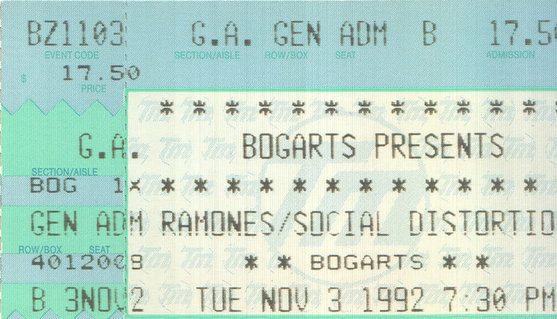 BZ1103 G.A. GEN ADM B 17.50
EVENT CODE SECTION/AISLE ROW/BOX SEAT ADMISSION
$ 17.50
PRICE
* * * * * * * * * * * *
G.A. BOGARTS PRESENTS
SECTION/AISLE
BOG 1* * * * * * * * * * * * *
GEN ADM RAMONES/SOCIAL DISTORTIO
ROW/BOX SEAT
401200B * * BOGARTS * *
B 3NOV2 TUE NOV 3 1992 7:30 PM